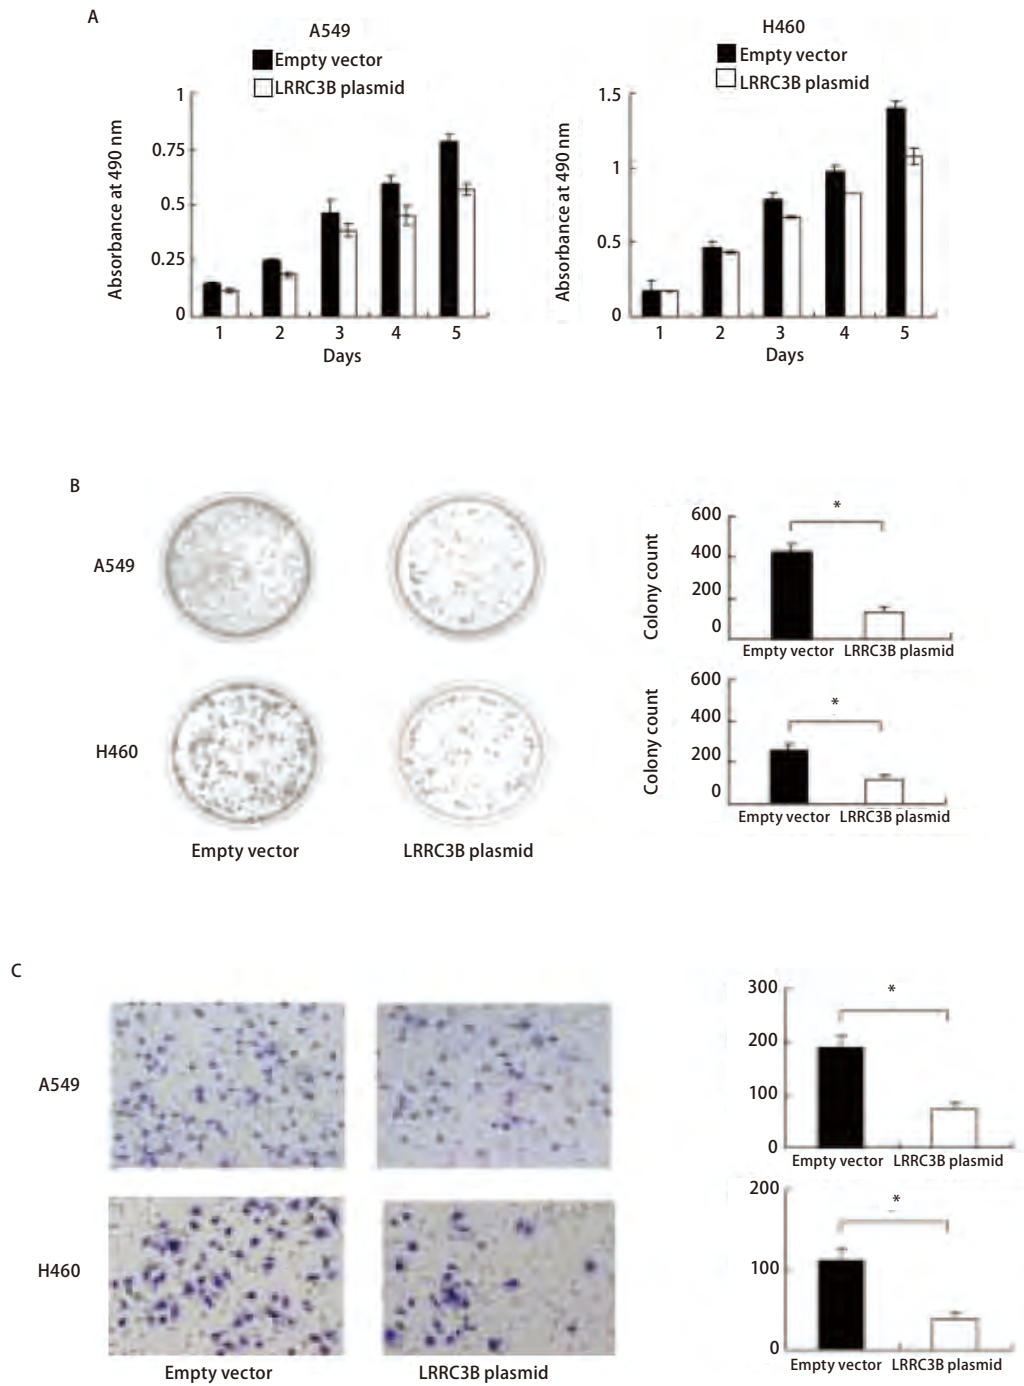 A
A549
Empty vector
LRRC3B plasmid
Absorbance at 490 nm
1
0.75
0.5
0.25
0
1 2 3 4 5
Days
H460
Empty vector
LRRC3B plasmid
Absorbance at 490 nm
1.5
1
0.5
0
1 2 3 4 5
Days
B
A549
H460
Empty vector LRRC3B plasmid
Colony count
600
400
200
0
*
Empty vector LRRC3B plasmid
Colony count
600
400
200
0
*
Empty vector LRRC3B plasmid
C
A549
H460
Empty vector LRRC3B plasmid
300
200
100
0
*
Empty vector LRRC3B plasmid
200
100
0
*
Empty vector LRRC3B plasmid